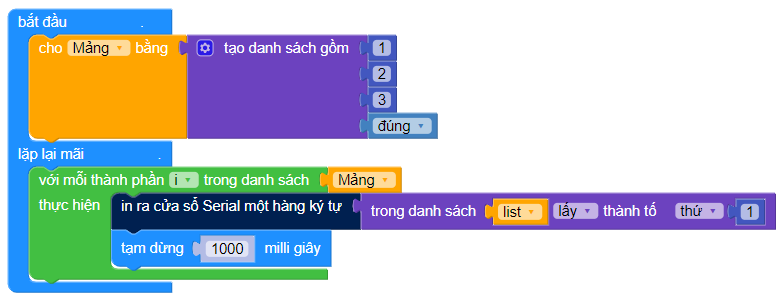 bắt đầu
cho Mảng bằng tạo danh sách gồm 1
2
3
đúng
lặp lại mãi
với mỗi thành phần i trong danh sách Mảng
thực hiện in ra cửa sổ Serial một hàng ký tự trong danh sách list lấy thành tố thứ 1
tạm dừng 1000 milli giây